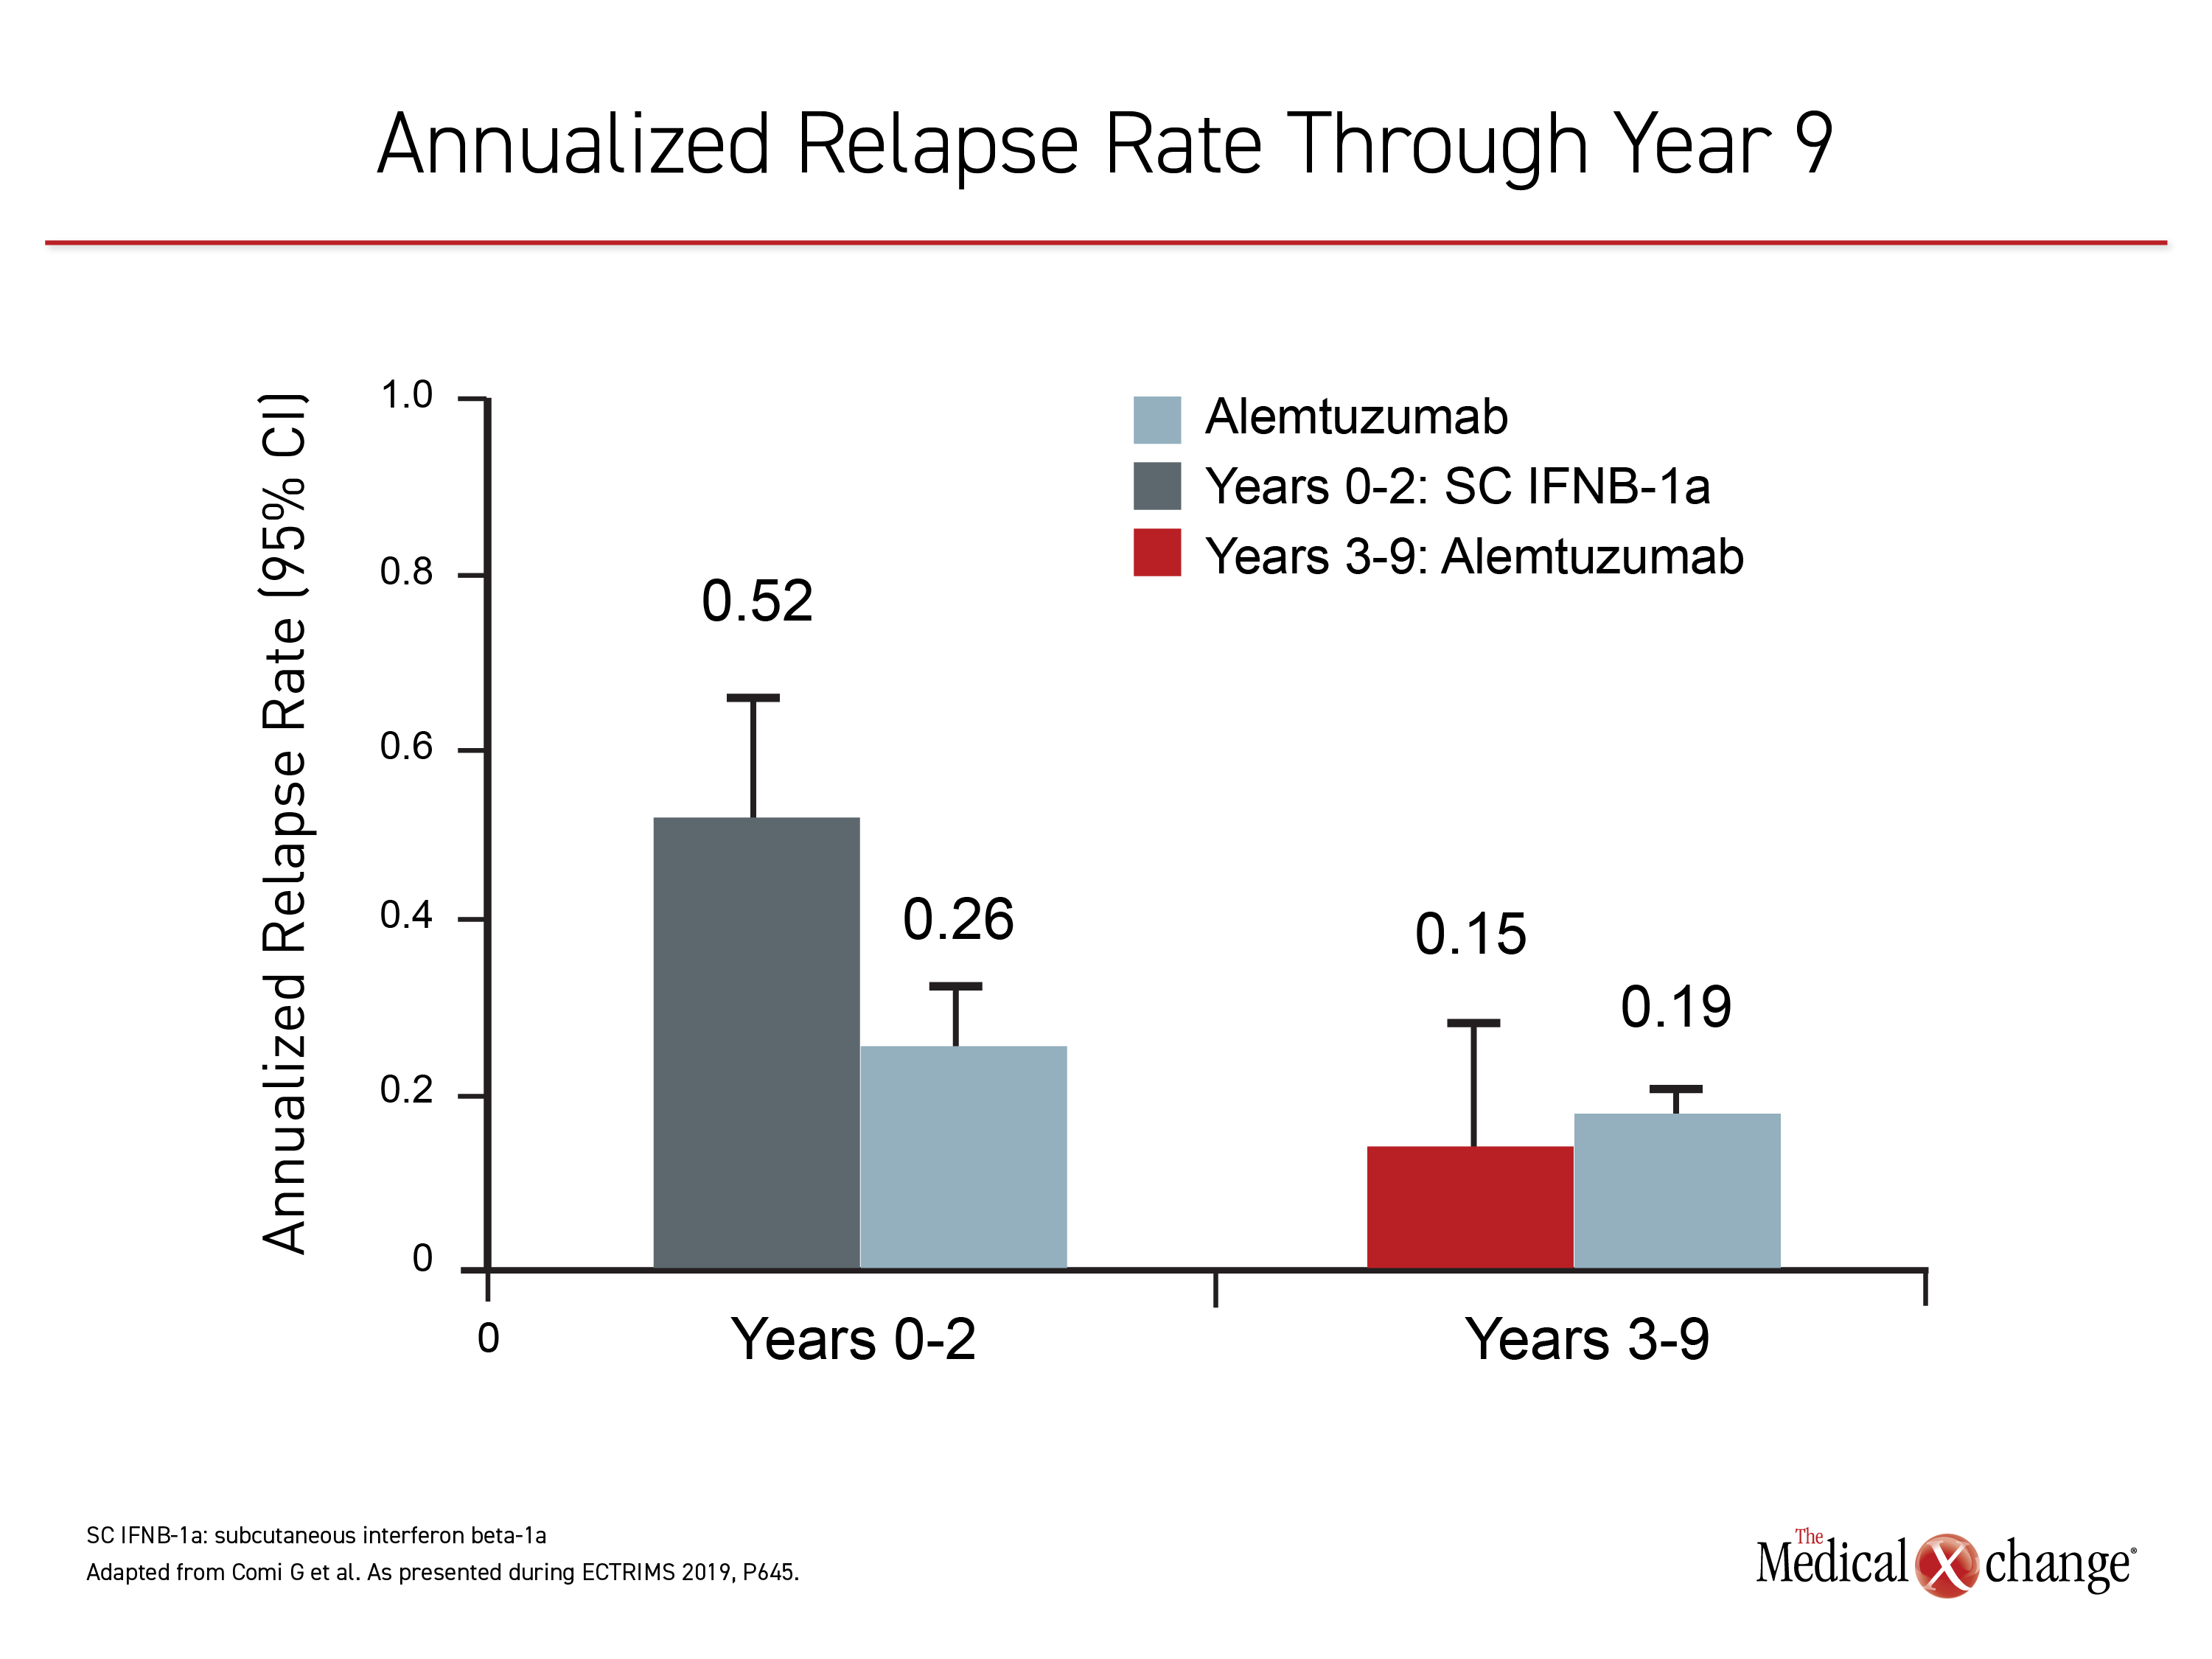 Annualized Relapse Rate Through Year 9
Annualized Relapse Rate (95% CI)
1.0
0.8
0.6
0.4
0.2
0
Alemtuzumab
Years 0-2: SC IFNB-1a
Years 3-9: Alemtuzumab
0.52
0.26
0.15
0.19
0
Years 0-2
Years 3-9
SC IFNB-1a: subcutaneous interferon beta-1a
Adapted from Comi G et al. As presented during ECTRIMS 2019, P645.
The
Medical Xchange®